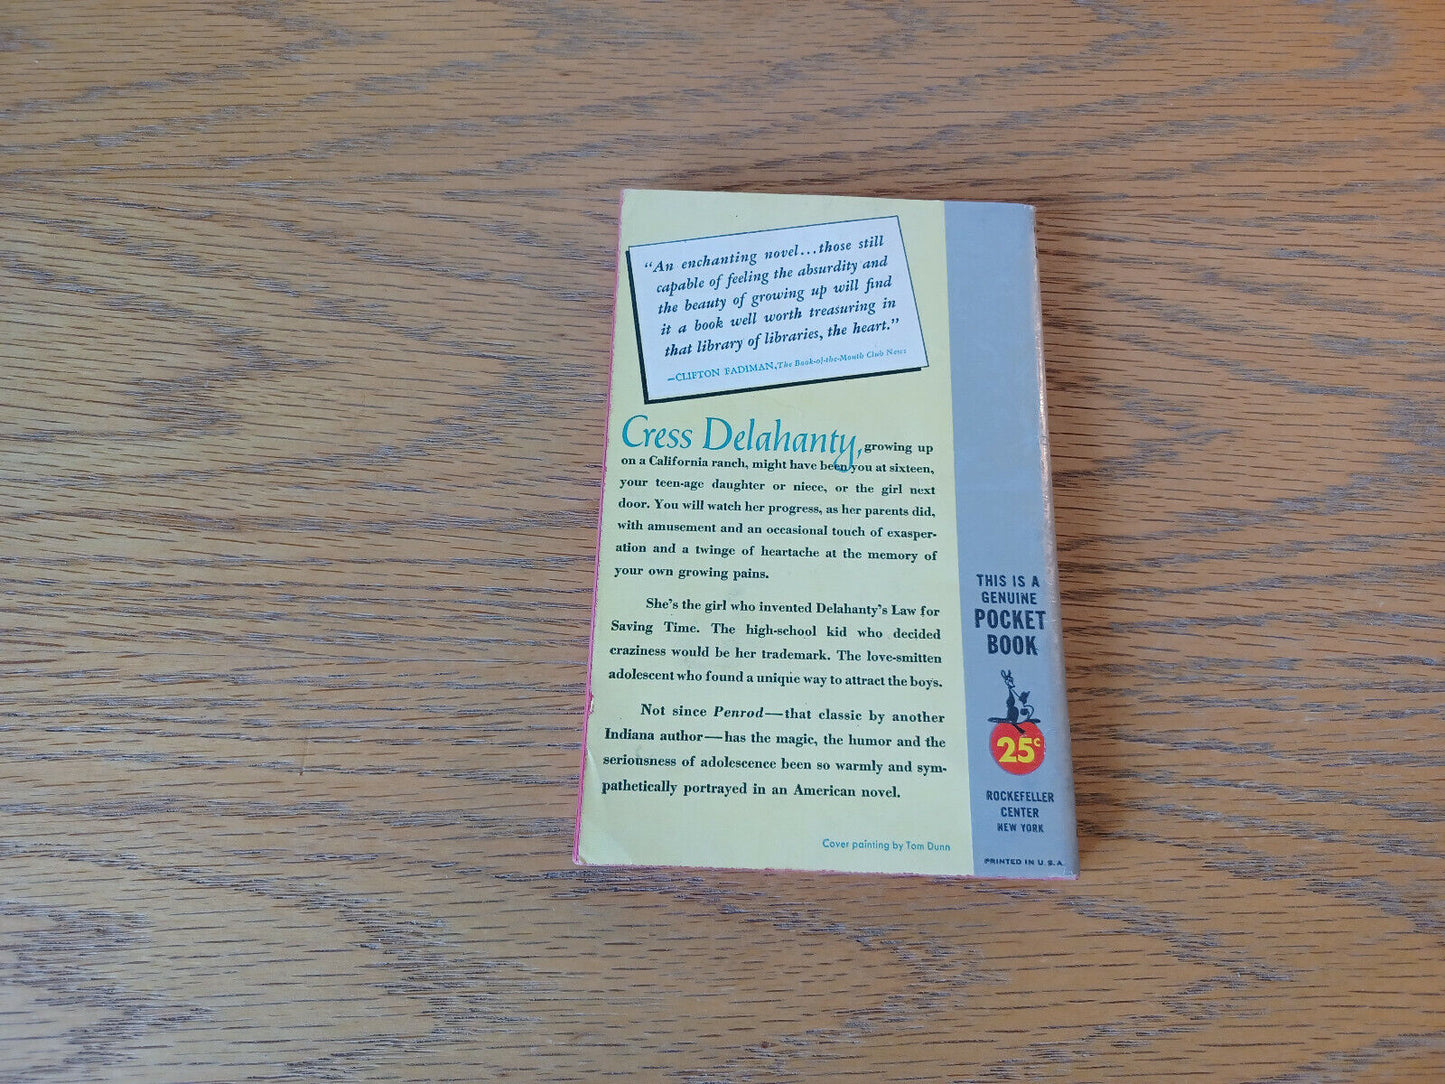 "An enchanting novel...those still
capable of feeling the absurdity and
the beauty of growing up will find
it a book well worth treasuring in
that library of libraries, the heart."
—CLIFTON FADIMAN, The Book-of-the-Month Club News
Cress Delahanty, growing up
on a California ranch, might have been you at sixteen,
your teen-age daughter or niece, or the girl next
door. You will watch her progress, as her parents did,
with amusement and an occasional touch of exasper-
ation and a twinge of heartache at the memory of
your own growing pains.
She's the girl who invented Delahanty's Law for
Saving Time. The high-school kid who decided
craziness would be her trademark. The love-smitten
adolescent who found a unique way to attract the boys.
Not since Penrod—that classic by another
Indiana author—has the magic, the humor and the
seriousness of adolescence been so warmly and sym-
pathetically portrayed in an American novel.
Cover painting by Tom Dunn
THIS IS A
GENUINE
POCKET
BOOK
25c
ROCKEFELLER
CENTER
NEW YORK
PRINTED IN U.S.A.